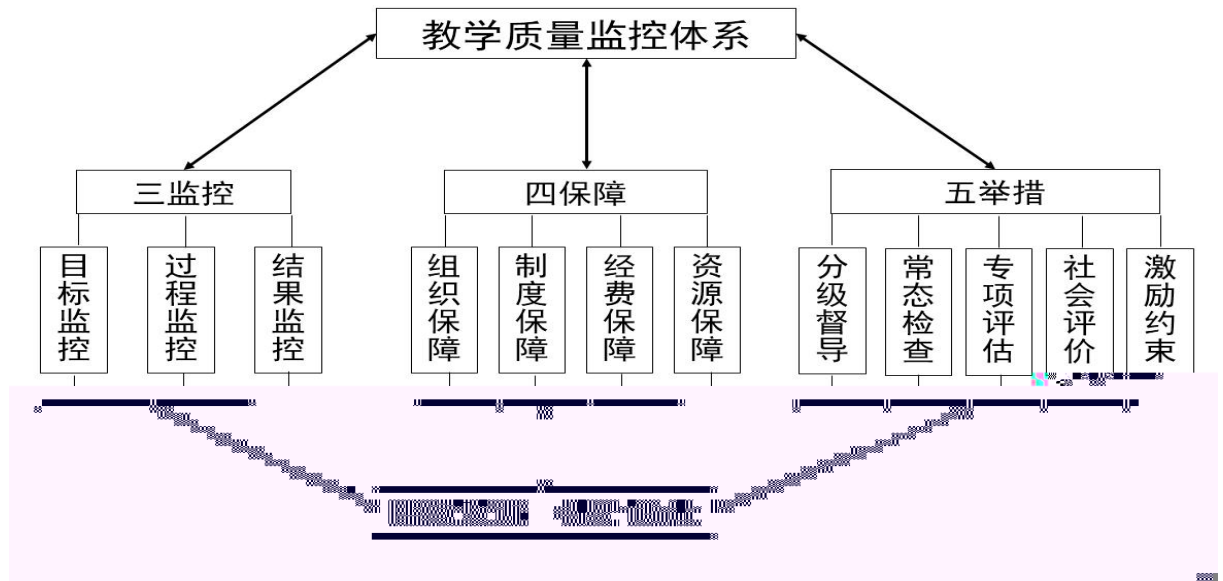 教学质量监控体系
三监控
四保障
五举措
目标监控
过程监控
结果监控
组织保障
制度保障
经费保障
资源保障
分级督导
常态检查
专项评估
社会评价
激励约束